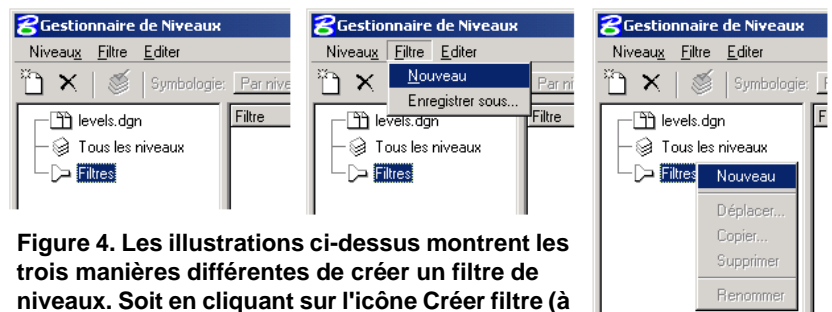 Gestionnaire de Niveaux
Niveaux Filtre Editer
Symbologie: Par nive
levels.dgn
Tous les niveaux
Filtres
Filtre
Gestionnaire de Niveaux
Niveaux Filtre Editer
Nouveau
Enregistrer sous...
Par ni
levels.dgn
Tous les niveaux
Filtres
Filtre
Gestionnaire de Niveaux
Niveaux Filtre Editer
Symbologie:
levels.dgn
Tous les niveaux
Filtres
F
Nouveau
Déplacer...
Copier...
Supprimer
Renommer
Figure 4. Les illustrations ci-dessus montrent les
trois manières différentes de créer un filtre de
niveaux. Soit en cliquant sur l'icône Créer filtre (à